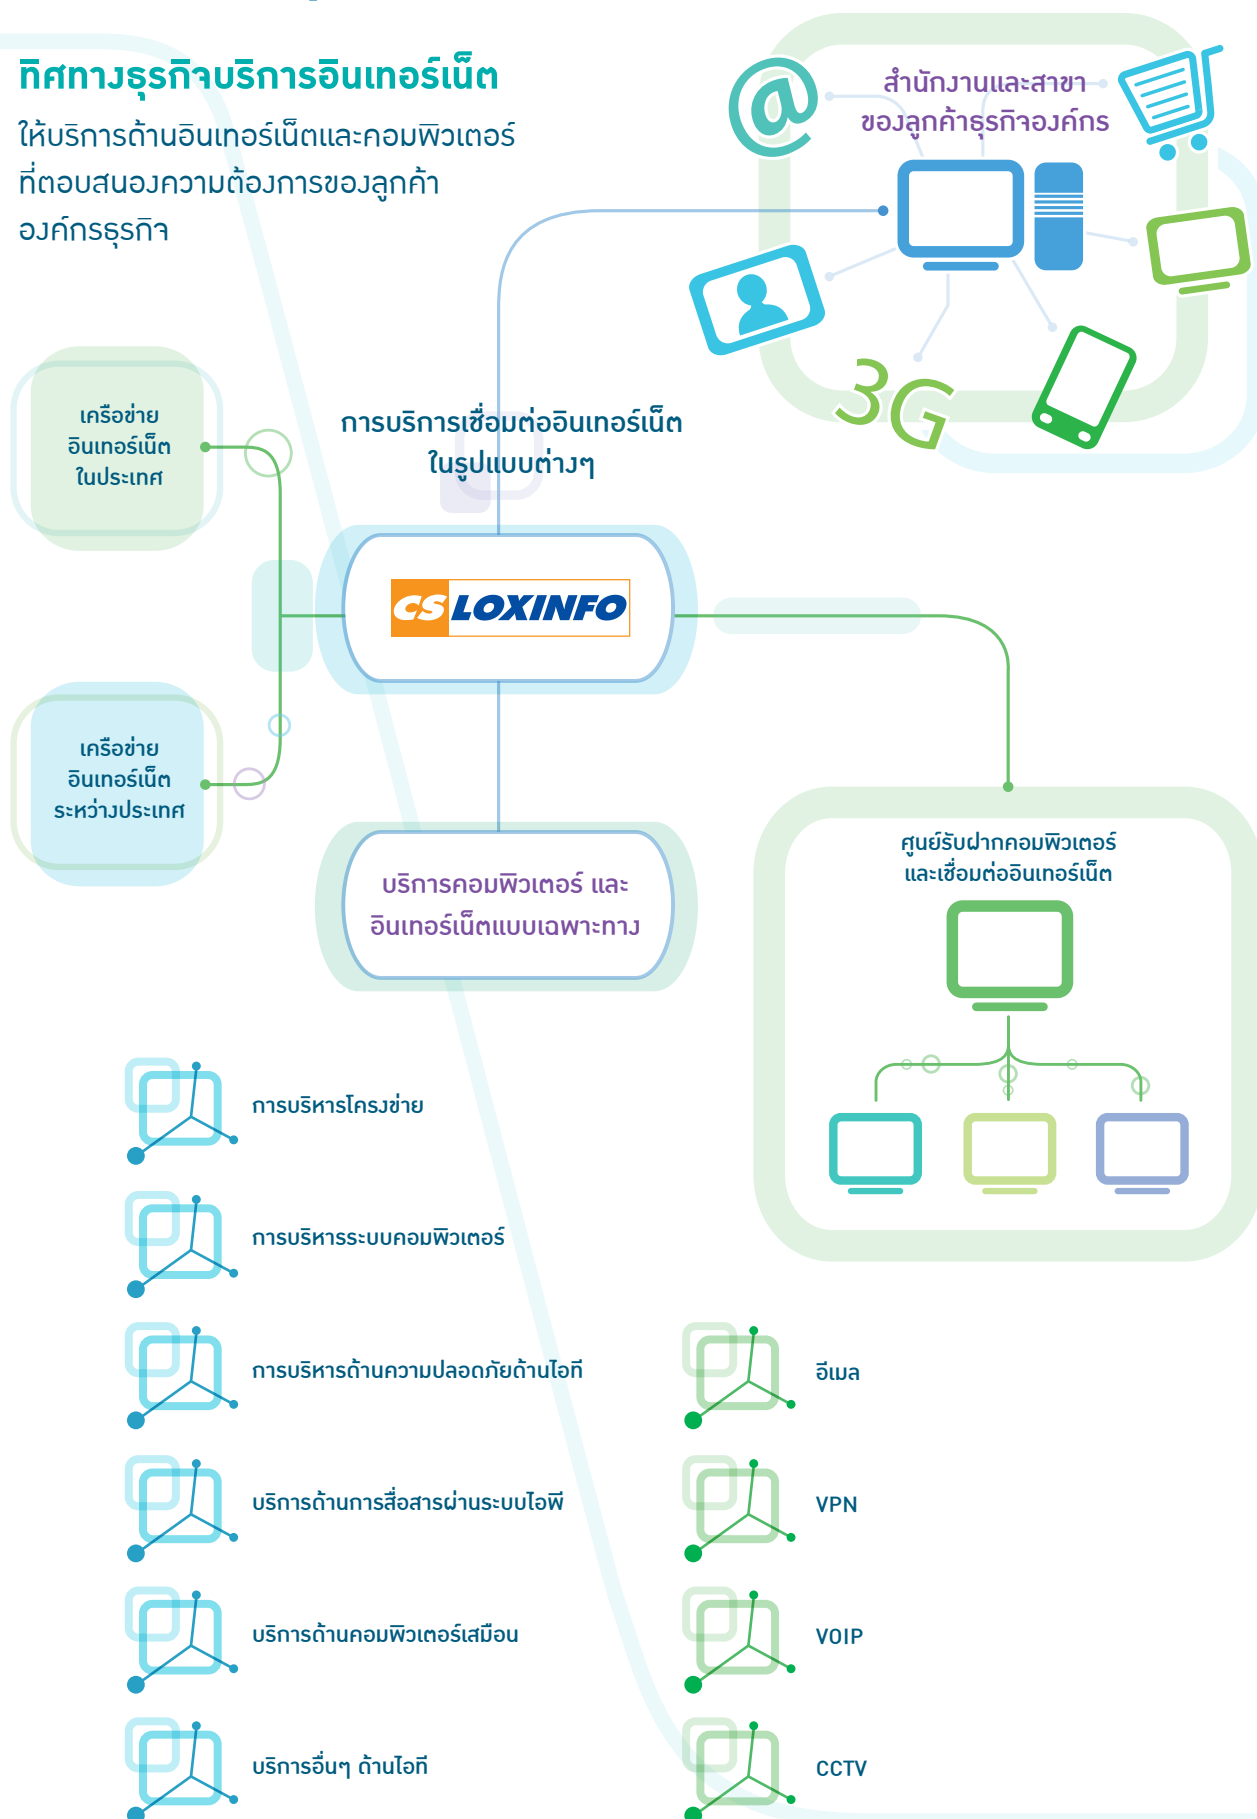 ทิศทางธุรกิจบริการอินเทอร์เน็ต
ให้บริการด้านอินเทอร์เน็ตและคอมพิวเตอร์
ที่ตอบสนองความต้องการของลูกค้า
องค์กรธุรกิจ
@
สำนักงานและสาขา
ของลูกค้าธุรกิจองค์กร
3G
เครือข่าย
อินเทอร์เน็ต
ในประเทศ
การบริการเชื่อมต่ออินเทอร์เน็ต
ในรูปแบบต่างๆ
CS LOXINFO
เครือข่าย
อินเทอร์เน็ต
ระหว่างประเทศ
บริการคอมพิวเตอร์ และ
อินเทอร์เน็ตแบบเฉพาะทาง
ศูนย์รับฝากคอมพิวเตอร์
และเชื่อมต่ออินเทอร์เน็ต
การบริหารโครงข่าย
การบริหารระบบคอมพิวเตอร์
การบริหารด้านความปลอดภัยด้านไอที
บริการด้านการสื่อสารผ่านระบบไอพี
บริการด้านคอมพิวเตอร์เสมือน
บริการอื่นๆ ด้านไอที
อีเมล
VPN
VOIP
CCTV